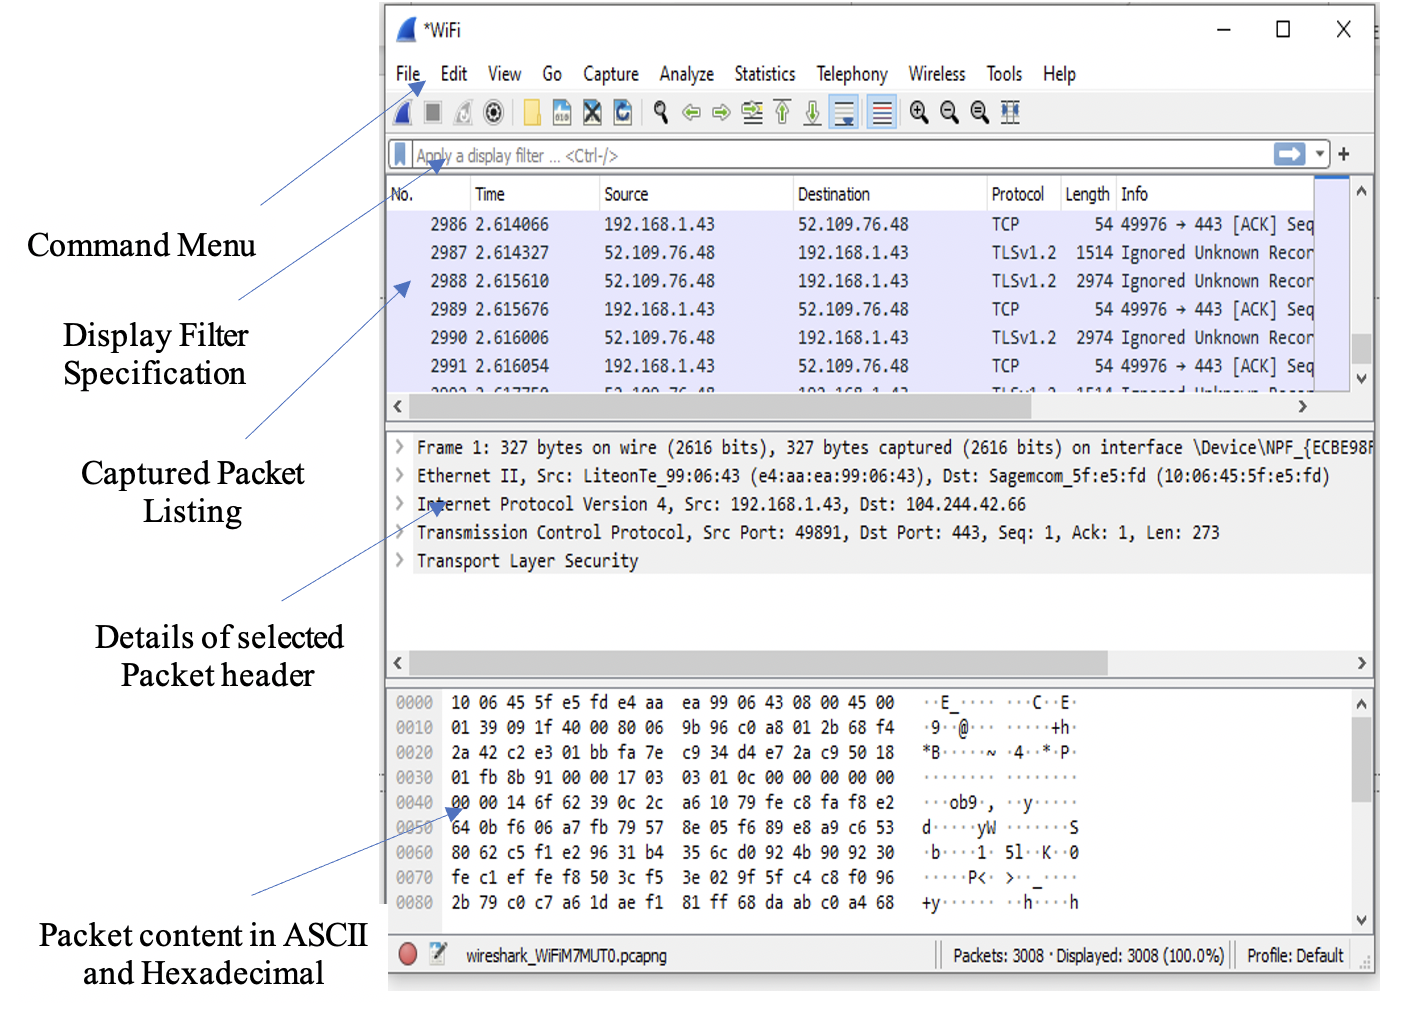 *WiFi
File Edit View Go Capture Analyze Statistics Telephony Wireless Tools Help
Apply a display filter ... <Ctrl-/>
No. Time Source Destination Protocol Length Info
2986 2.614066 192.168.1.43 52.109.76.48 TCP 54 49976 → 443 [ACK] Seq
2987 2.614327 52.109.76.48 192.168.1.43 TLSv1.2 1514 Ignored Unknown Recor
2988 2.615610 52.109.76.48 192.168.1.43 TLSv1.2 2974 Ignored Unknown Recor
2989 2.615676 192.168.1.43 52.109.76.48 TCP 54 49976 → 443 [ACK] Seq
2990 2.616006 52.109.76.48 192.168.1.43 TLSv1.2 2974 Ignored Unknown Recor
2991 2.616054 192.168.1.43 52.109.76.48 TCP 54 49976 → 443 [ACK] Seq
Frame 1: 327 bytes on wire (2616 bits), 327 bytes captured (2616 bits) on interface \Device\NPF_{ECBE98F
Ethernet II, Src: LiteonTe_99:06:43 (e4:aa:ea:99:06:43), Dst: Sagemcom_5f:e5:fd (10:06:45:5f:e5:fd)
Internet Protocol Version 4, Src: 192.168.1.43, Dst: 104.244.42.66
Transmission Control Protocol, Src Port: 49891, Dst Port: 443, Seq: 1, Ack: 1, Len: 273
Transport Layer Security
0000 10 06 45 5f e5 fd e4 aa ea 99 06 43 08 00 45 00 ··E_···· ···C··E·
0010 01 39 09 1f 40 00 80 06 9b 96 c0 a8 01 2b 68 f4 ·9··@··· ·····+h·
0020 2a 42 c2 e3 01 bb fa 7e c9 34 d4 e7 2a c9 50 18 *B·····~ ·4··*·P·
0030 01 fb 8b 91 00 00 17 03 03 01 0c 00 00 00 00 00 ········ ········
0040 00 00 14 6f 62 39 0c 2c a6 10 79 fe c8 fa f8 e2 ···ob9·, ··y·····
0050 64 0b f6 06 a7 fb 79 57 8e 05 f6 89 e8 a9 c6 53 d·····yW ·······S
0060 80 62 c5 f1 e2 96 31 b4 35 6c d0 92 4b 90 92 30 ·b····1· 5l··K··0
0070 fe c1 ef fe f8 50 3c f5 3e 02 9f 5f c4 c8 f0 96 ·····P<· >··_····
0080 2b 79 c0 c7 a6 1d ae f1 81 ff 68 da ab c0 a4 68 +y······ ··h····h
wireshark_WiFiM7MUT0.pcapng Packets: 3008 · Displayed: 3008 (100.0%) Profile: Default
Command Menu
Display Filter
Specification
Captured Packet
Listing
Details of selected
Packet header
Packet content in ASCII
and Hexadecimal